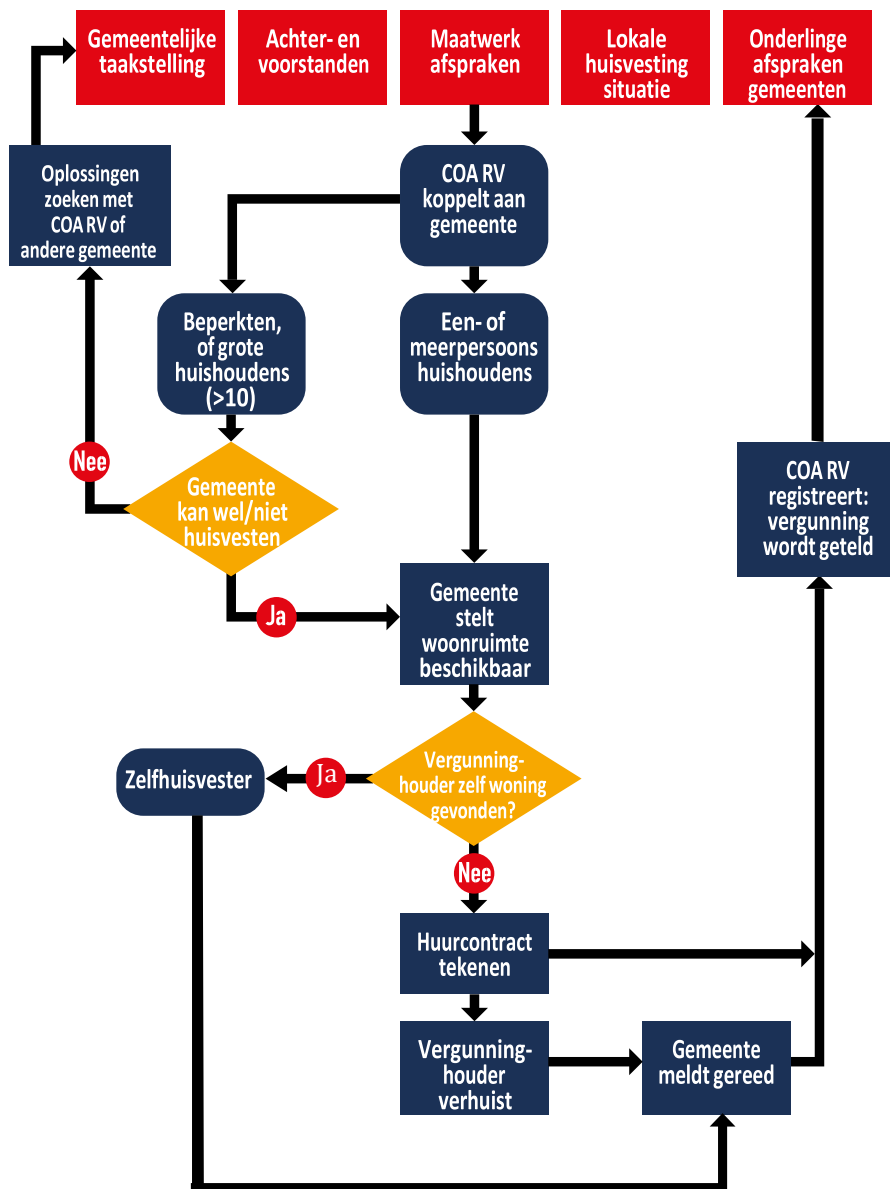 Gemeentelijke
taakstelling
Achter- en
voorstanden
Maatwerk
afspraken
Lokale
huisvesting
situatie
Onderlinge
afspraken
gemeenten
Oplossingen
zoeken met
COA RV of
andere gemeente
COA RV
koppelt aan
gemeente
Beperkten,
of grote
huishoudens
(>10)
Een- of
meerpersoons
huishoudens
Nee
Gemeente
kan wel/niet
huisvesten
COA RV
registreert:
vergunning
wordt geteld
Ja
Gemeente
stelt
woonruimte
beschikbaar
Zelfhuisvester
Ja
Vergunning-
houder zelf woning
gevonden?
Nee
Huurcontract
tekenen
Vergunning-
houder
verhuist
Gemeente
meldt gereed